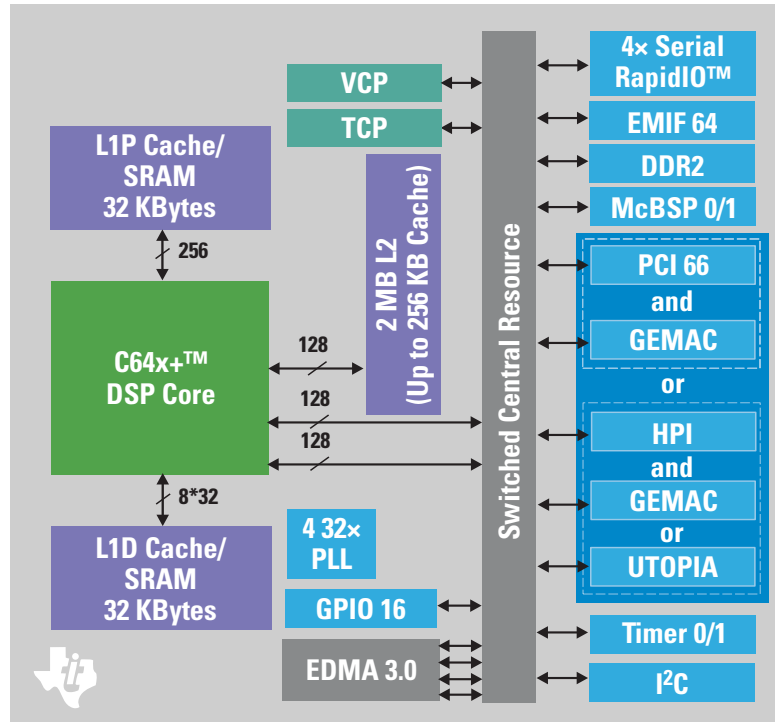 VCP
TCP
L1P Cache/
SRAM
32 KBytes
256
C64x+™
DSP Core
128
128
128
2 MB L2
(Up to 256 KB Cache)
8*32
L1D Cache/
SRAM
32 KBytes
4 32×
PLL
GPIO 16
EDMA 3.0
Switched Central Resource
4× Serial
RapidIO™
EMIF 64
DDR2
McBSP 0/1
PCI 66
and
GEMAC
or
HPI
and
GEMAC
or
UTOPIA
Timer 0/1
I²C
ti